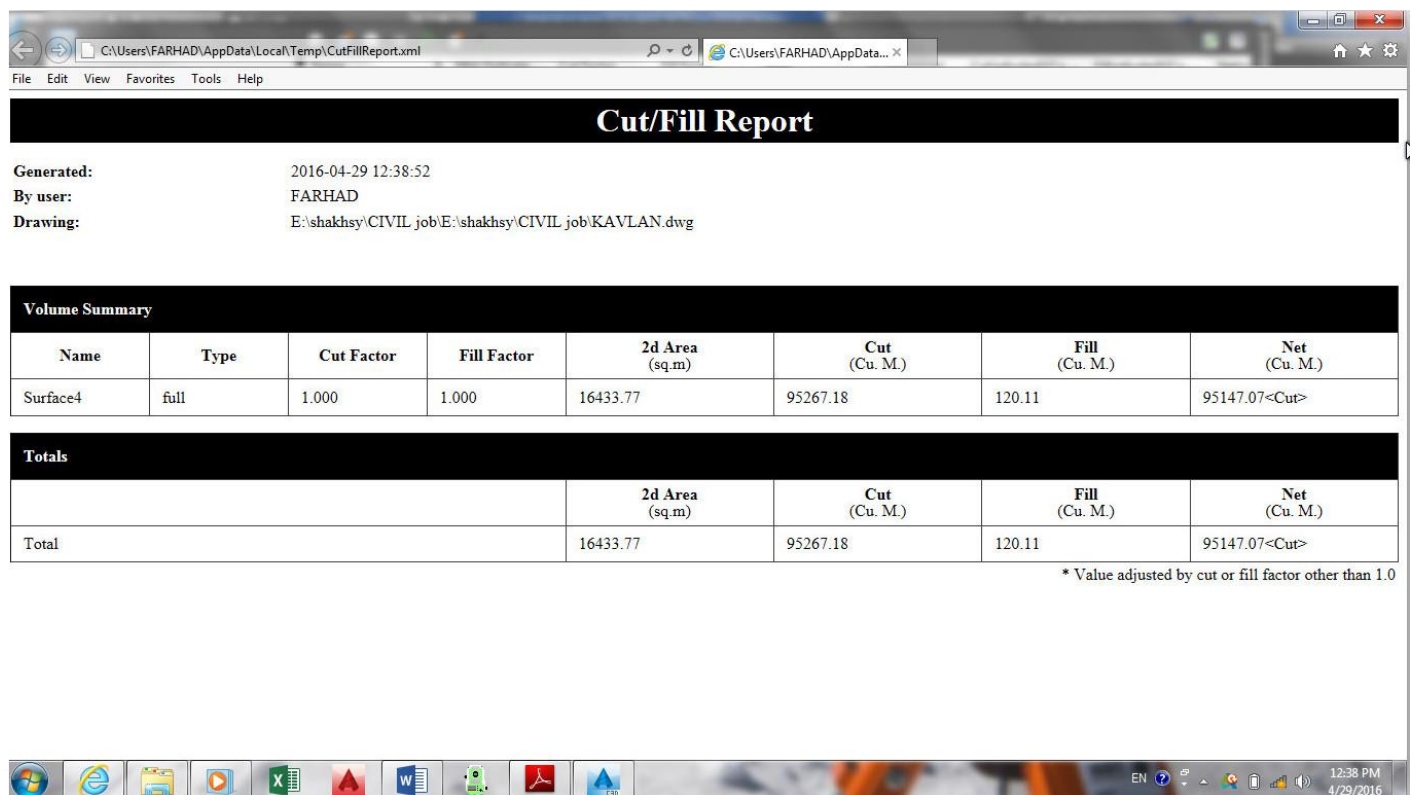 C:\Users\FARHAD\AppData\Local\Temp\CutFillReport.xml
C:\Users\FARHAD\AppData...
File Edit View Favorites Tools Help
Cut/Fill Report
Generated: 2016-04-29 12:38:52
By user: FARHAD
Drawing: E:\shakhsy\CIVIL job\E:\shakhsy\CIVIL job\KAVLAN.dwg
Volume Summary
Name Type Cut Factor Fill Factor 2d Area Cut Fill Net
(sq.m) (Cu. M.) (Cu. M.) (Cu. M.)
Surface4 full 1.000 1.000 16433.77 95267.18 120.11 95147.07<Cut>
Totals
2d Area Cut Fill Net
(sq.m) (Cu. M.) (Cu. M.) (Cu. M.)
Total 16433.77 95267.18 120.11 95147.07<Cut>
* Value adjusted by cut or fill factor other than 1.0
C3D
EN 12:38 PM
4/29/2016